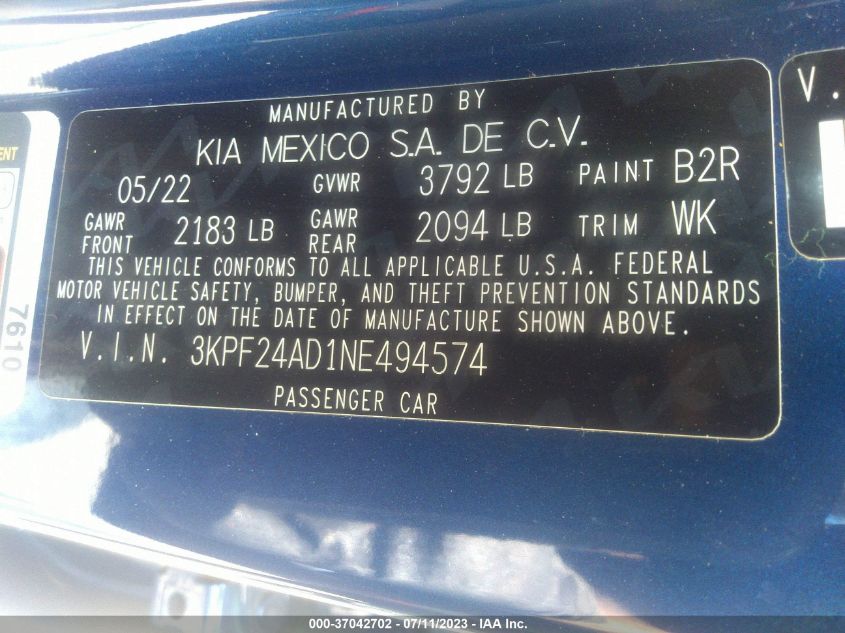 MANUFACTURED BY
KIA MEXICO S.A. DE C.V.
05/22 GVWR 3792 LB PAINT B2R
GAWR FRONT 2183 LB GAWR REAR 2094 LB TRIM WK
THIS VEHICLE CONFORMS TO ALL APPLICABLE U.S.A. FEDERAL
MOTOR VEHICLE SAFETY, BUMPER, AND THEFT PREVENTION STANDARDS
IN EFFECT ON THE DATE OF MANUFACTURE SHOWN ABOVE.
V.I.N. 3KPF24AD1NE494574
PASSENGER CAR
7610
V.
000-37042702 - 07/11/2023 - IAA Inc.